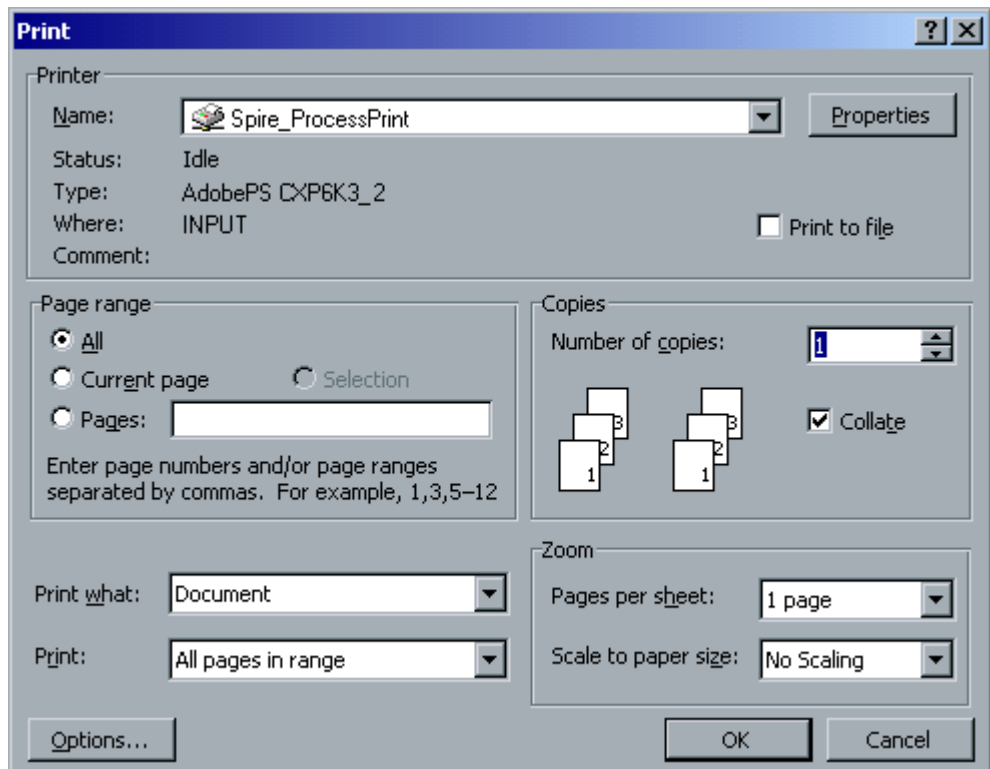 Print
Printer
Name: Spire_ProcessPrint Properties
Status: Idle
Type: AdobePS CXP6K3_2
Where: INPUT
Print to file
Comment:
Page range
All
Current page Selection
Pages:
Enter page numbers and/or page ranges
separated by commas. For example, 1,3,5–12
Copies
Number of copies: 1
3 3
2 2
1 1
Collate
Print what: Document
Print: All pages in range
Zoom
Pages per sheet: 1 page
Scale to paper size: No Scaling
Options... OK Cancel